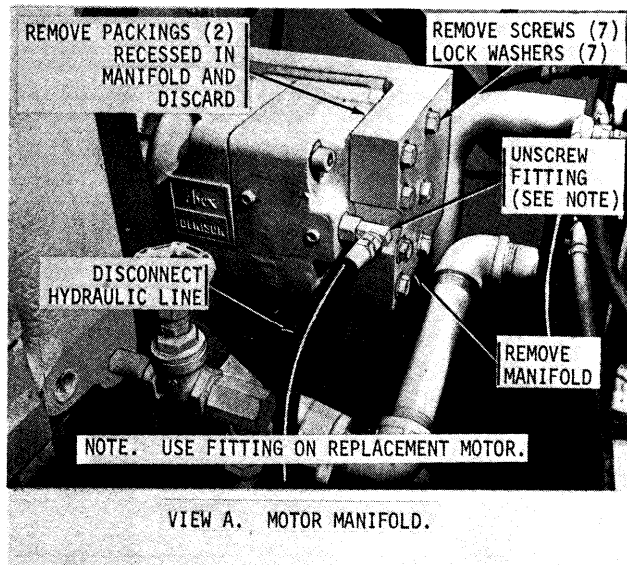 REMOVE PACKINGS (2)
RECESSED IN
MANIFOLD AND
DISCARD
REMOVE SCREWS (7)
LOCK WASHERS (7)
UNSCREW
FITTING
(SEE NOTE)
DENISON
DISCONNECT
HYDRAULIC LINE
REMOVE
MANIFOLD
NOTE. USE FITTING ON REPLACEMENT MOTOR.
VIEW A. MOTOR MANIFOLD.